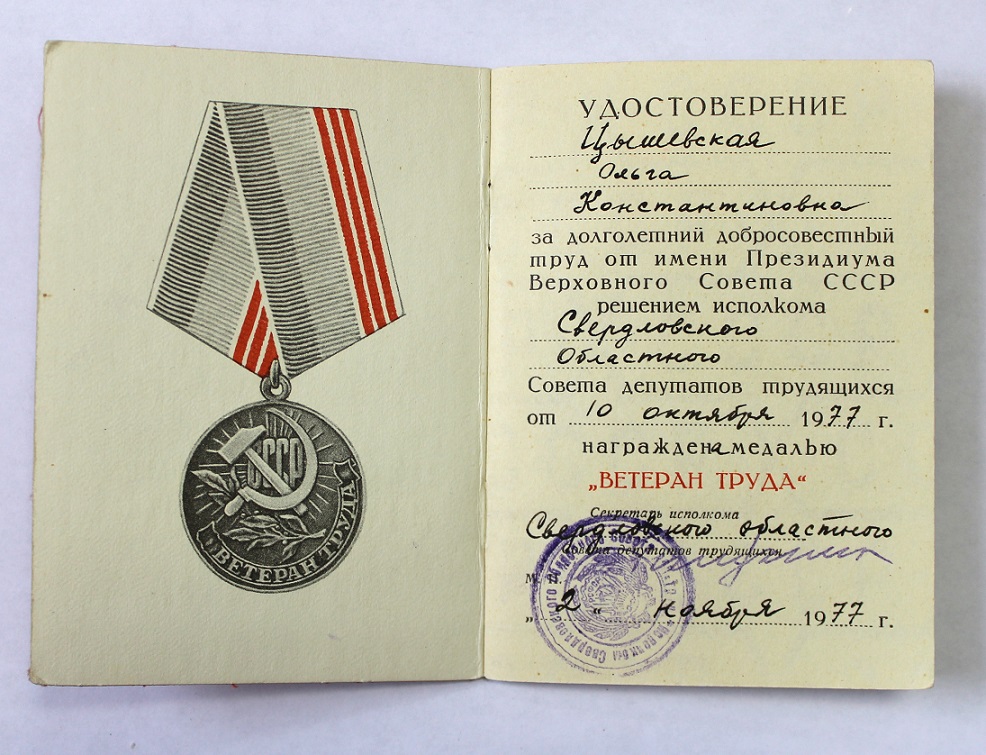 СССР
ВЕТЕРАН ТРУДА
УДОСТОВЕРЕНИЕ
Цышевская
Ольга
Константиновна
за долголетний добросовестный
труд от имени Президиума
Верховного Совета СССР
решением исполкома
Свердловского
Областного
Совета депутатов трудящихся
от 10 октября 1977 г.
награждена медалью
„ВЕТЕРАН ТРУДА“
Секретарь исполкома
Свердловского областного
Совета депутатов трудящихся
М.
„2“ ноября 1977 г.